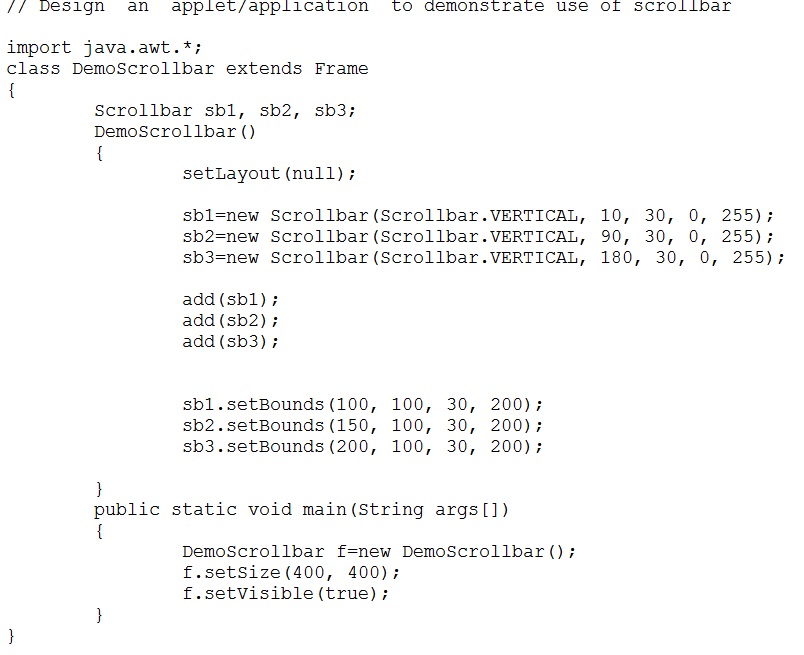 // Design an applet/application to demonstrate use of scrollbar
import java.awt.*;
class DemoScrollbar extends Frame
{
Scrollbar sb1, sb2, sb3;
DemoScrollbar()
{
setLayout(null);
sb1=new Scrollbar(Scrollbar.VERTICAL, 10, 30, 0, 255);
sb2=new Scrollbar(Scrollbar.VERTICAL, 90, 30, 0, 255);
sb3=new Scrollbar(Scrollbar.VERTICAL, 180, 30, 0, 255);
add(sb1);
add(sb2);
add(sb3);
sb1.setBounds(100, 100, 30, 200);
sb2.setBounds(150, 100, 30, 200);
sb3.setBounds(200, 100, 30, 200);
}
public static void main(String args[])
{
DemoScrollbar f=new DemoScrollbar();
f.setSize(400, 400);
f.setVisible(true);
}
}